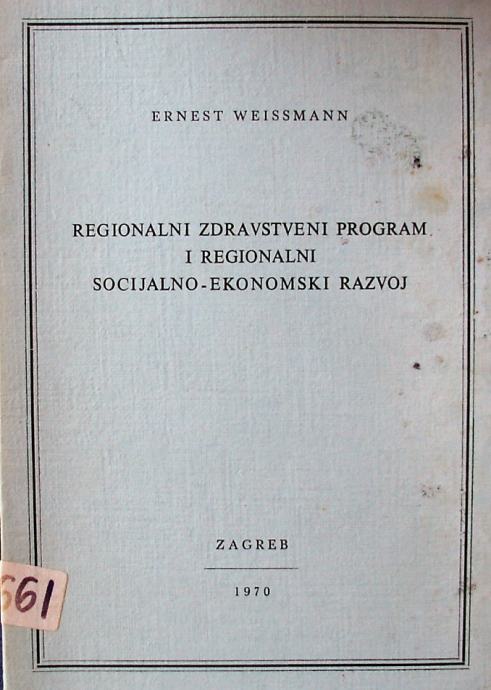 ERNEST WEISSMANN
REGIONALNI ZDRAVSTVENI PROGRAM
I REGIONALNI
SOCIJALNO-EKONOMSKI RAZVOJ
ZAGREB
1970
661